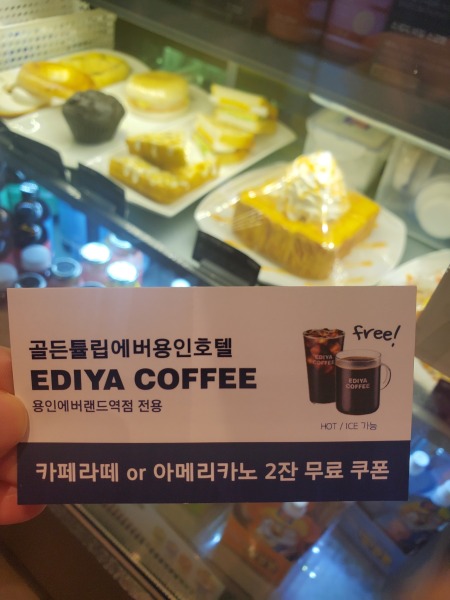 골든튤립에버용인호텔
EDIYA COFFEE
용인에버랜드역점 전용
free!
EDIYA
COFFEE
EDIYA
COFFEE
HOT / ICE 가능
카페라떼 or 아메리카노 2잔 무료 쿠폰